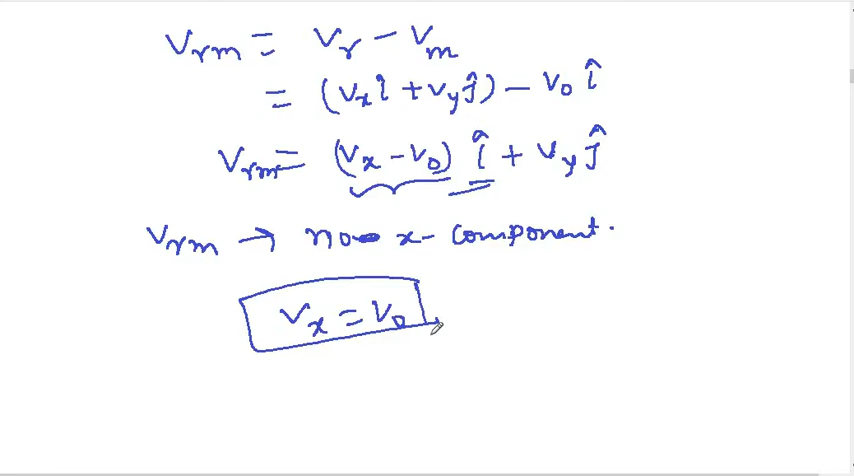 Vrm = Vr - Vm
= (Vx î + Vy ĵ) - V0 î
Vrm = (Vx - V0) î + Vy ĵ
Vrm → no x- component.
Vx = V0